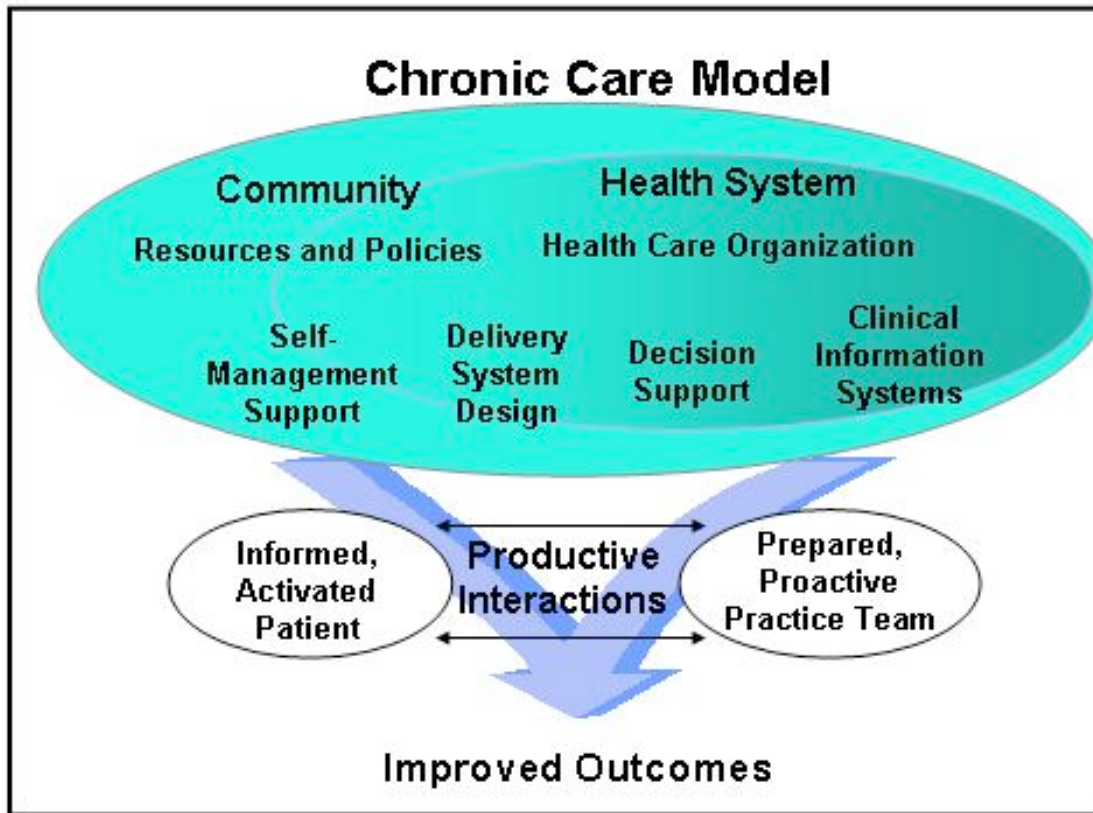 Chronic Care Model
Community
Health System
Resources and Policies
Health Care Organization
Self-
Management
Support
Delivery
System
Design
Decision
Support
Clinical
Information
Systems
Informed,
Activated
Patient
Productive
Interactions
Prepared,
Proactive
Practice Team
Improved Outcomes